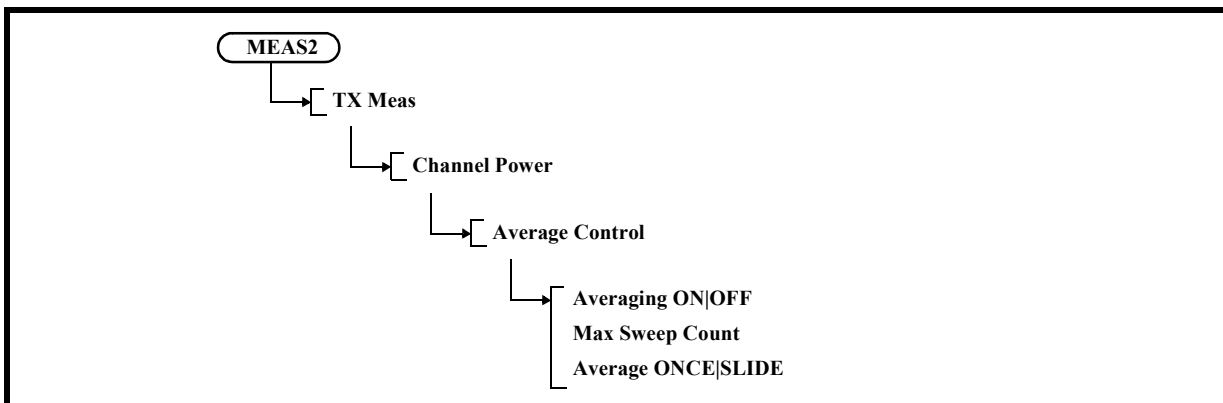 MEAS2
TX Meas
Channel Power
Average Control
Averaging ON|OFF
Max Sweep Count
Average ONCE|SLIDE